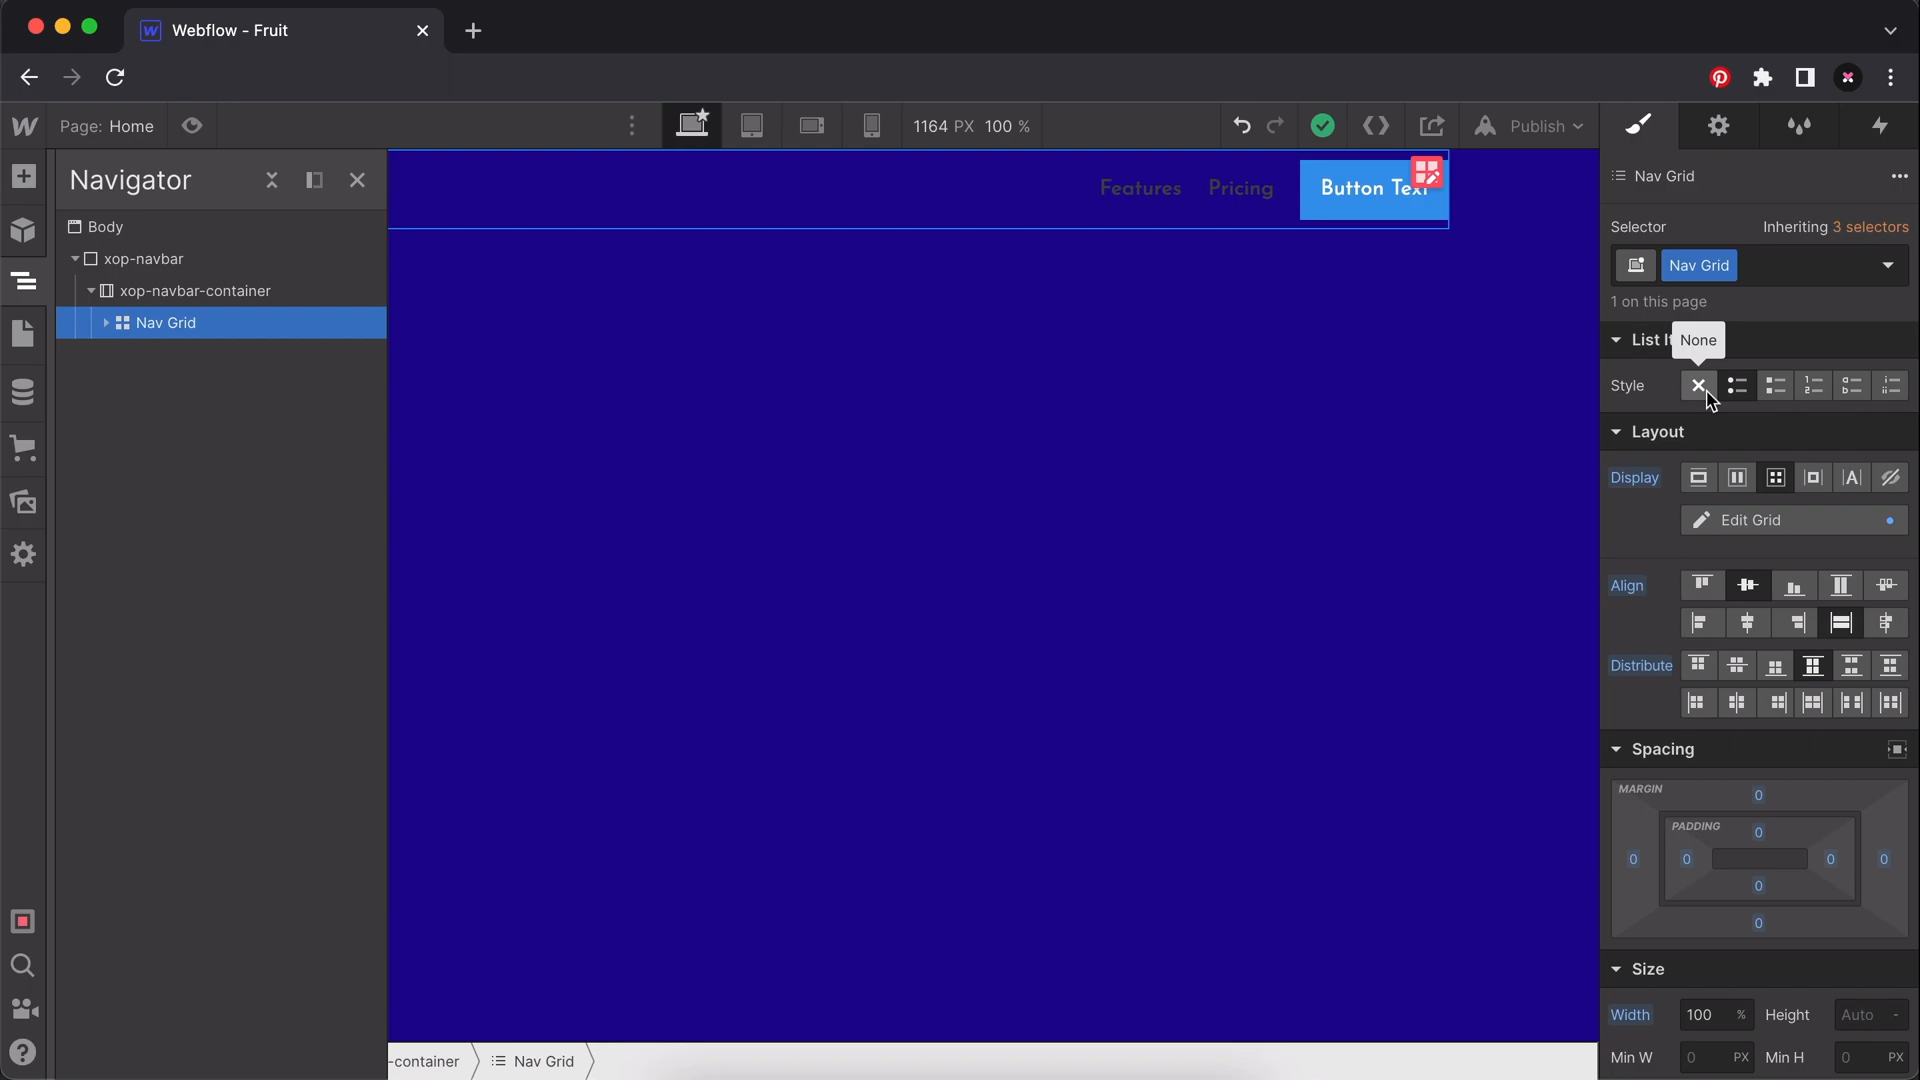 Webflow - Fruit
Page: Home
1164 PX 100 %
Publish
Navigator
Body
xop-navbar
xop-navbar-container
Nav Grid
Features
Pricing
Button Text
Nav Grid
Selector
Inheriting 3 selectors
Nav Grid
1 on this page
List It
None
Style
Layout
Display
Edit Grid
Align
Distribute
Spacing
MARGIN
0
PADDING
0
0
0
0
0
0
0
Size
Width
100 %
Height
Auto -
Min W
0 PX
Min H
0 PX
-container
Nav Grid